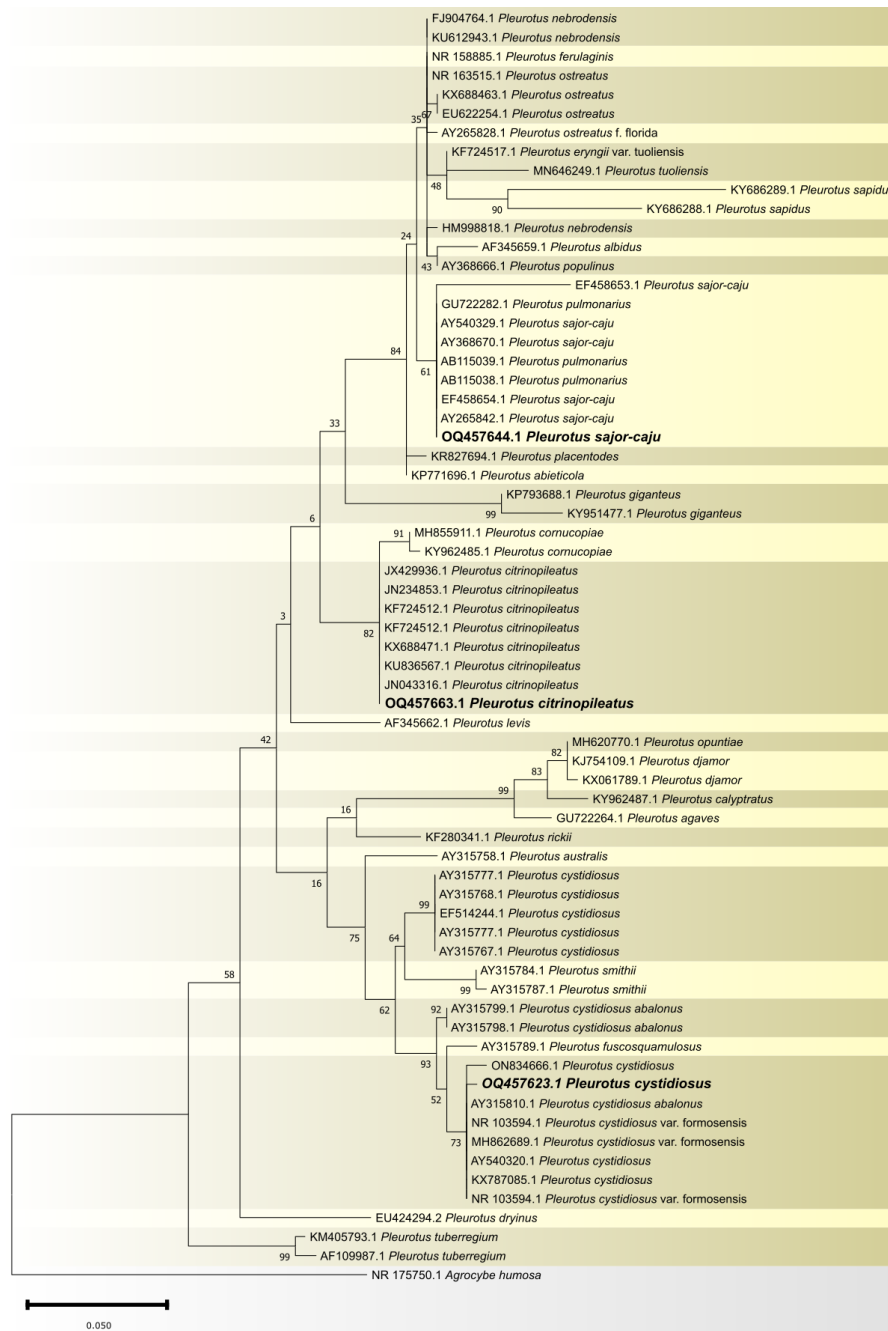 FJ904764.1 Pleurotus nebrodensis
KU612943.1 Pleurotus nebrodensis
NR 158885.1 Pleurotus ferulaginis
NR 163515.1 Pleurotus ostreatus
KX688463.1 Pleurotus ostreatus
67
EU622254.1 Pleurotus ostreatus
35
AY265828.1 Pleurotus ostreatus f. florida
KF724517.1 Pleurotus eryngii var. tuoliensis
MN646249.1 Pleurotus tuoliensis
48
KY686289.1 Pleurotus sapidu
90
KY686288.1 Pleurotus sapidus
HM998818.1 Pleurotus nebrodensis
24
AF345659.1 Pleurotus albidus
43
AY368666.1 Pleurotus populinus
EF458653.1 Pleurotus sajor-caju
GU722282.1 Pleurotus pulmonarius
AY540329.1 Pleurotus sajor-caju
AY368670.1 Pleurotus sajor-caju
84
AB115039.1 Pleurotus pulmonarius
61
AB115038.1 Pleurotus pulmonarius
EF458654.1 Pleurotus sajor-caju
AY265842.1 Pleurotus sajor-caju
33
OQ457644.1 Pleurotus sajor-caju
KR827694.1 Pleurotus placentodes
KP771696.1 Pleurotus abieticola
KP793688.1 Pleurotus giganteus
99
KY951477.1 Pleurotus giganteus
6
91
MH855911.1 Pleurotus cornucopiae
KY962485.1 Pleurotus cornucopiae
JX429936.1 Pleurotus citrinopileatus
JN234853.1 Pleurotus citrinopileatus
KF724512.1 Pleurotus citrinopileatus
3
KF724512.1 Pleurotus citrinopileatus
82
KX688471.1 Pleurotus citrinopileatus
KU836567.1 Pleurotus citrinopileatus
JN043316.1 Pleurotus citrinopileatus
OQ457663.1 Pleurotus citrinopileatus
AF345662.1 Pleurotus levis
42
MH620770.1 Pleurotus opuntiae
82
KJ754109.1 Pleurotus djamor
83
KX061789.1 Pleurotus djamor
99
KY962487.1 Pleurotus calyptratus
16
GU722264.1 Pleurotus agaves
KF280341.1 Pleurotus rickii
AY315758.1 Pleurotus australis
16
AY315777.1 Pleurotus cystidiosus
AY315768.1 Pleurotus cystidiosus
99
EF514244.1 Pleurotus cystidiosus
75
AY315777.1 Pleurotus cystidiosus
64
AY315767.1 Pleurotus cystidiosus
58
AY315784.1 Pleurotus smithii
99
AY315787.1 Pleurotus smithii
62
92
AY315799.1 Pleurotus cystidiosus abalonus
AY315798.1 Pleurotus cystidiosus abalonus
AY315789.1 Pleurotus fuscosquamulosus
93
ON834666.1 Pleurotus cystidiosus
OQ457623.1 Pleurotus cystidiosus
52
AY315810.1 Pleurotus cystidiosus abalonus
NR 103594.1 Pleurotus cystidiosus var. formosensis
73
MH862689.1 Pleurotus cystidiosus var. formosensis
AY540320.1 Pleurotus cystidiosus
KX787085.1 Pleurotus cystidiosus
NR 103594.1 Pleurotus cystidiosus var. formosensis
EU424294.2 Pleurotus dryinus
KM405793.1 Pleurotus tuberregium
99
AF109987.1 Pleurotus tuberregium
NR 175750.1 Agrocybe humosa
0.050